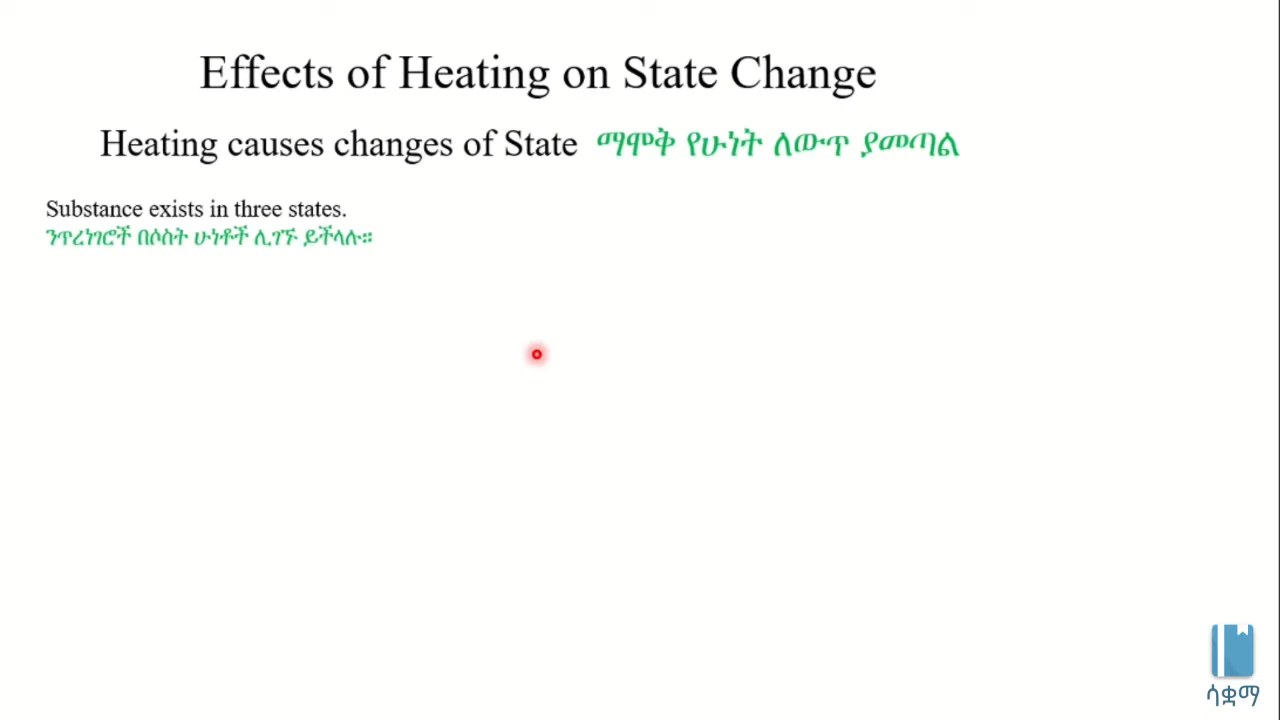 Effects of Heating on State Change
Heating causes changes of State ማሞቅ የሁነት ለውጥ ያመጣል
Substance exists in three states.
ንጥረነገሮች በሶስት ሁነቶች ሊገኙ ይችላሉ።
ሳቋማ